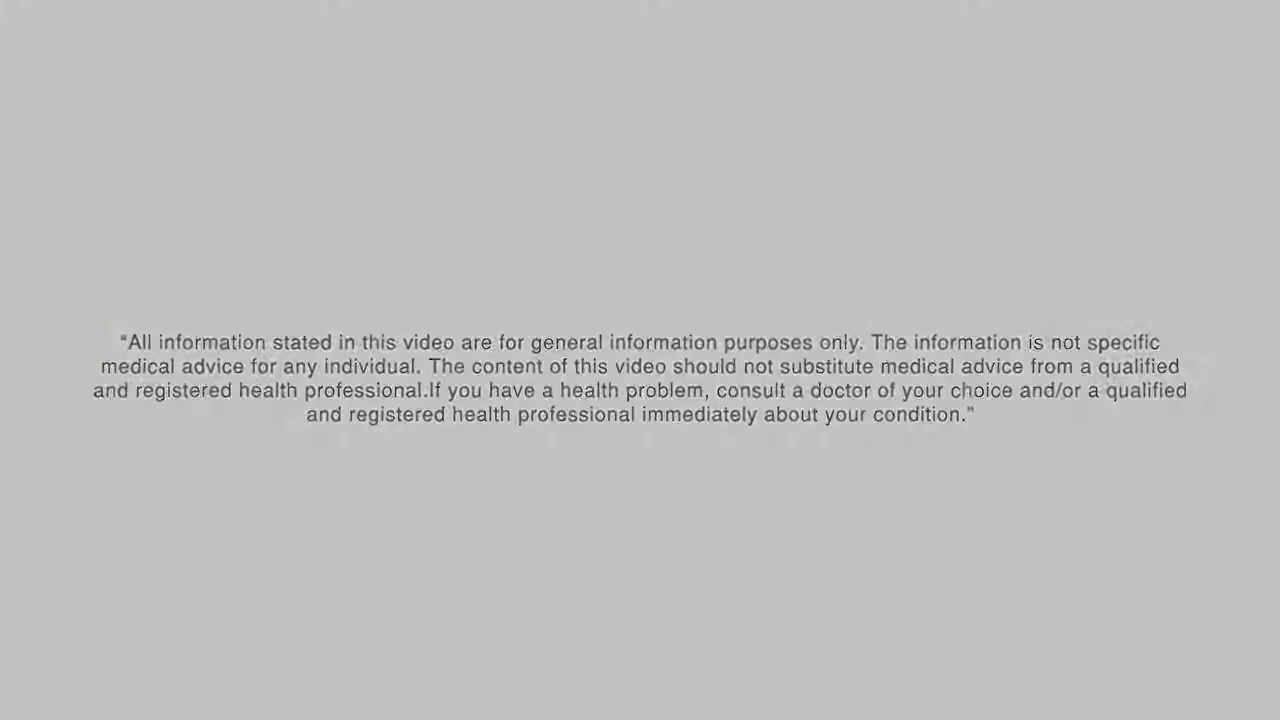 "All information stated in this video are for general information purposes only. The information is not specific
medical advice for any individual. The content of this video should not substitute medical advice from a qualified
and registered health professional.If you have a health problem, consult a doctor of your choice and/or a qualified
and registered health professional immediately about your condition."